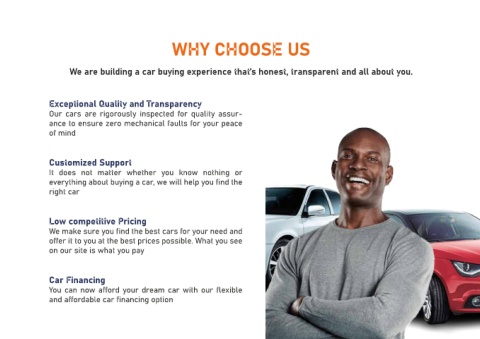 WHY CHOOSE US
We are building a car buying experience that's honest, transparent and all about you.
Exceptional Quality and Transparency
Our cars are rigorously inspected for quality assur-
ance to ensure zero mechanical faults for your peace
of mind
Customized Support
It does not matter whether you know nothing or
everything about buying a car, we will help you find the
right car
Low competitive Pricing
We make sure you find the best cars for your need and
offer it to you at the best prices possible. What you see
on our site is what you pay
Car Financing
You can now afford your dream car with our flexible
and affordable car financing option